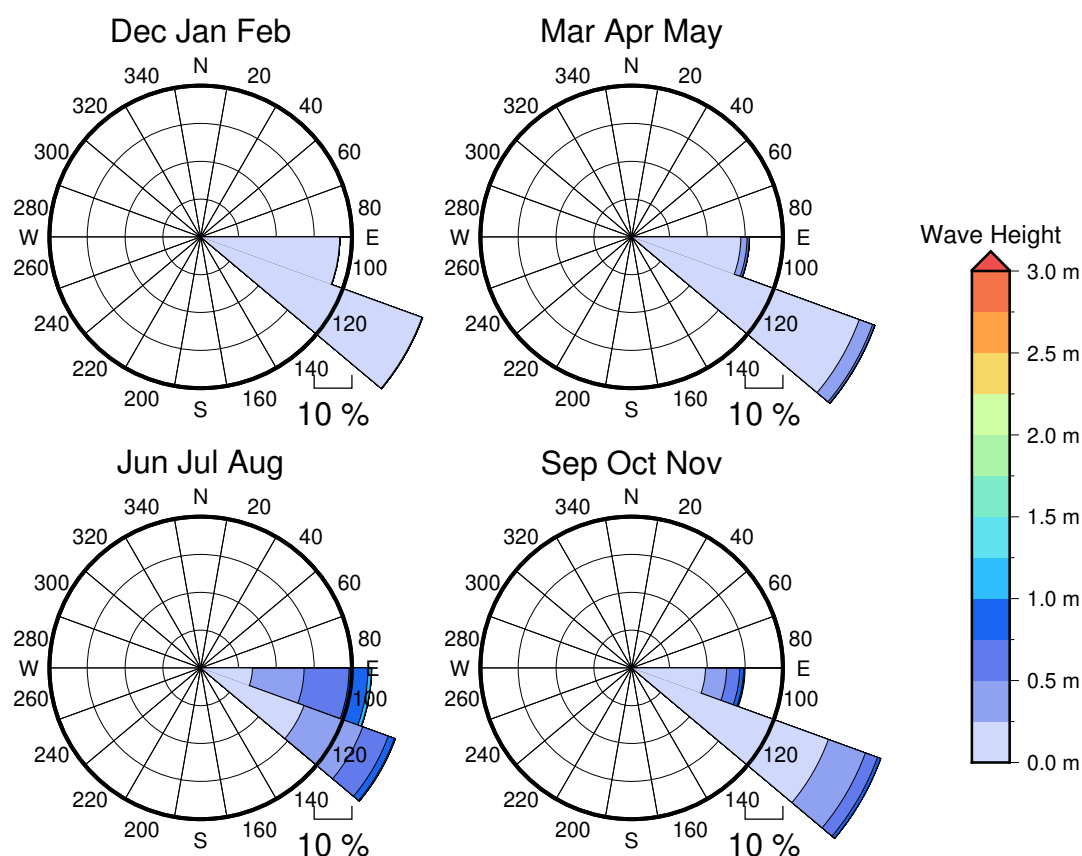 Dec Jan Feb
Mar Apr May
N
340 20
320 40
300 60
280 80
W E
260 100
240 120
220 140
200 160
S
10 %
N
340 20
320 40
300 60
280 80
W E
260 100
240 120
220 140
200 160
S
10 %
Jun Jul Aug
Sep Oct Nov
N
340 20
320 40
300 60
280 80
W E
260 100
240 120
220 140
200 160
S
10 %
N
340 20
320 40
300 60
280 80
W E
260 100
240 120
220 140
200 160
S
10 %
Wave Height
3.0 m
2.5 m
2.0 m
1.5 m
1.0 m
0.5 m
0.0 m